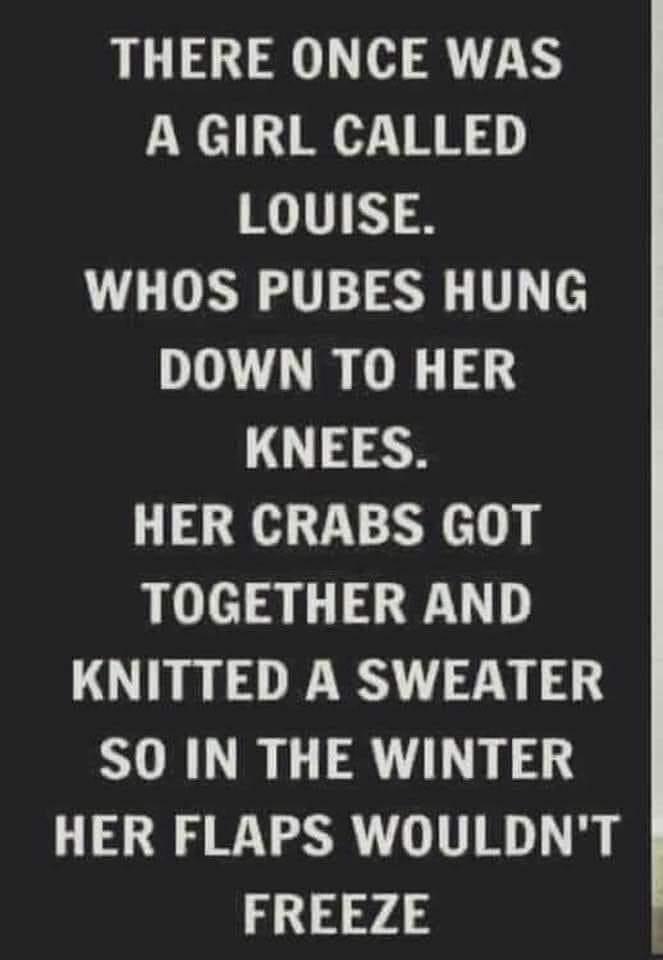 THERE ONCE WAS
A GIRL CALLED
LOUISE.
WHOS PUBES HUNG
DOWN TO HER
KNEES.
HER CRABS GOT
TOGETHER AND
KNITTED A SWEATER
SO IN THE WINTER
HER FLAPS WOULDN'T
FREEZE